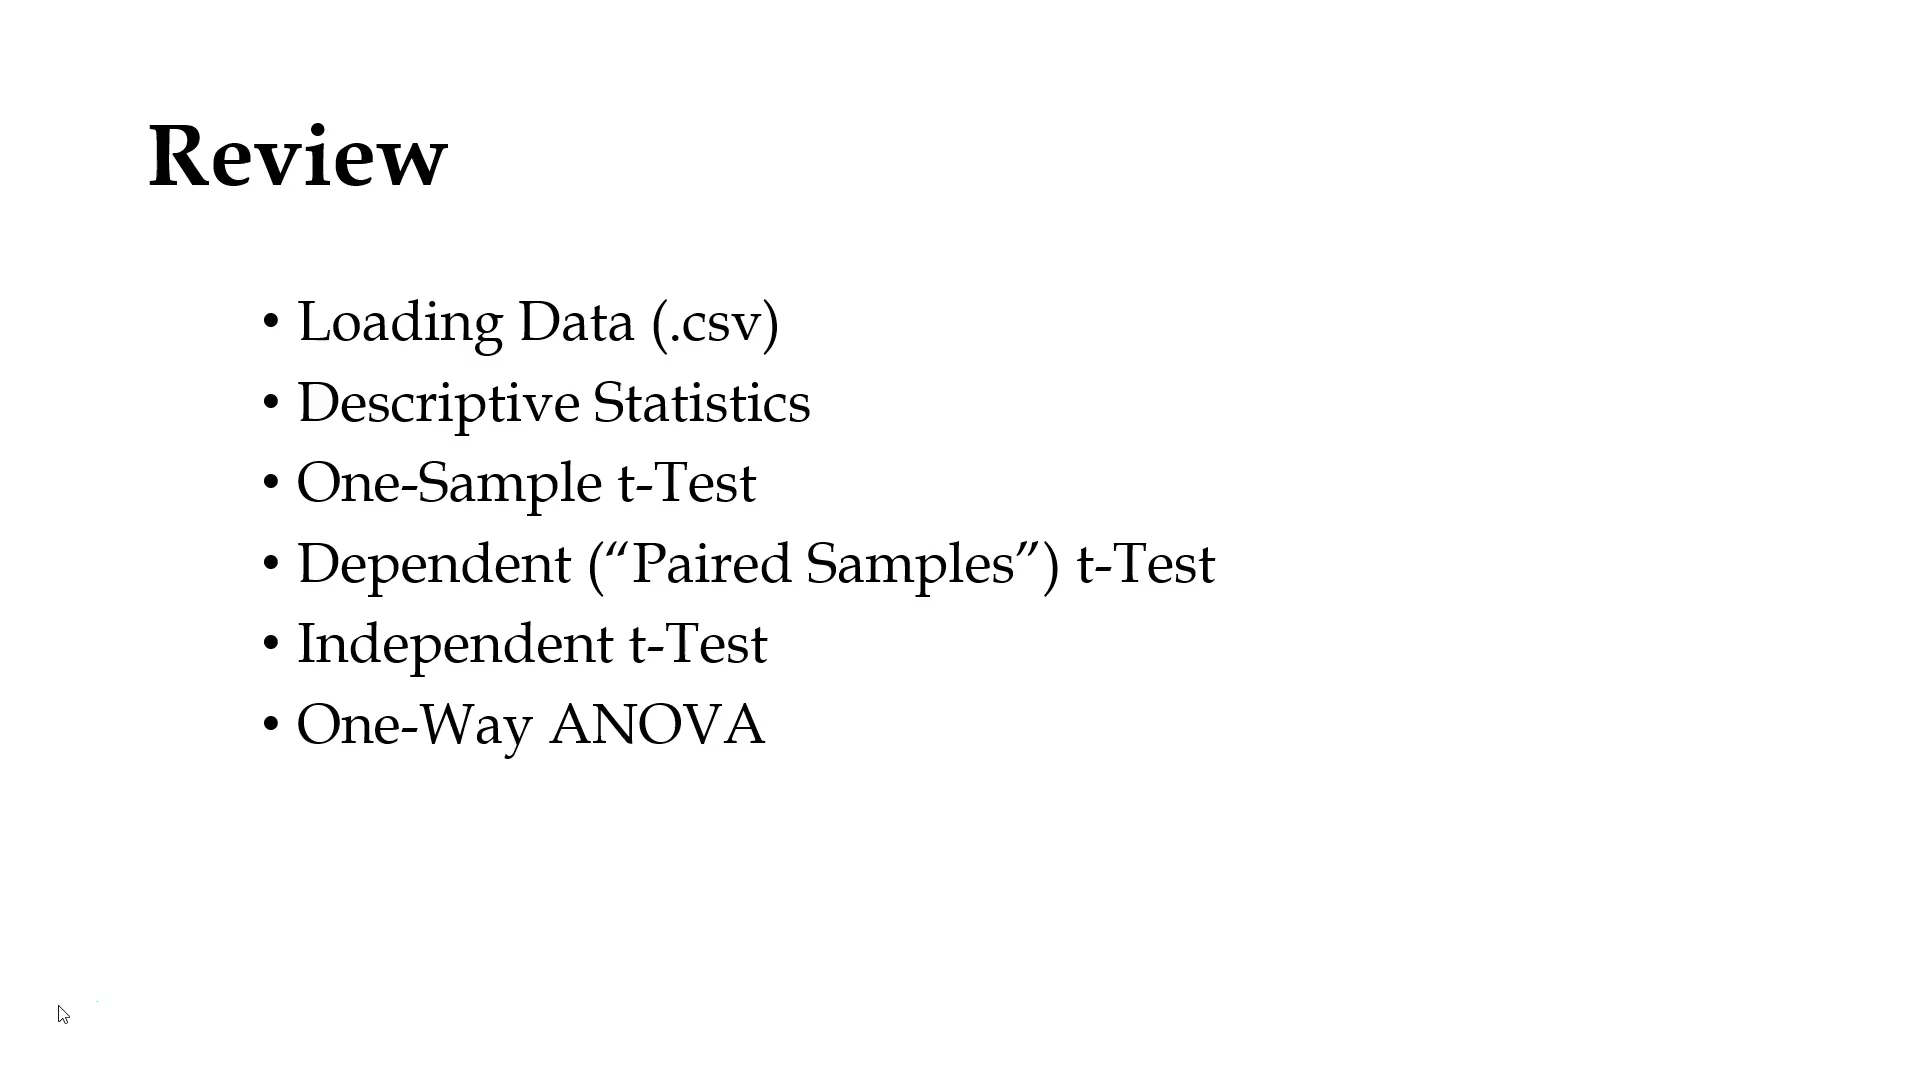 Review
• Loading Data (.csv)
• Descriptive Statistics
• One-Sample t-Test
• Dependent (“Paired Samples”) t-Test
• Independent t-Test
• One-Way ANOVA